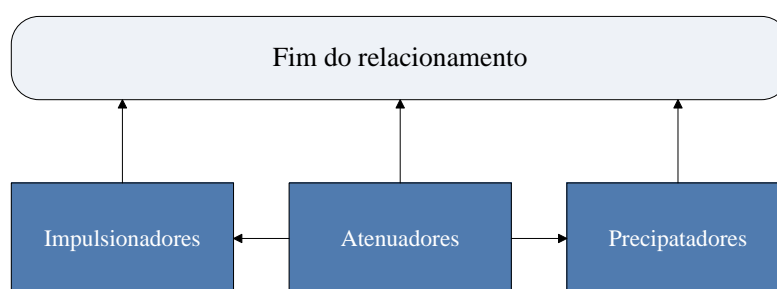 Fim do relacionamento
Impulsionadores
Atenuadores
Precipatadores